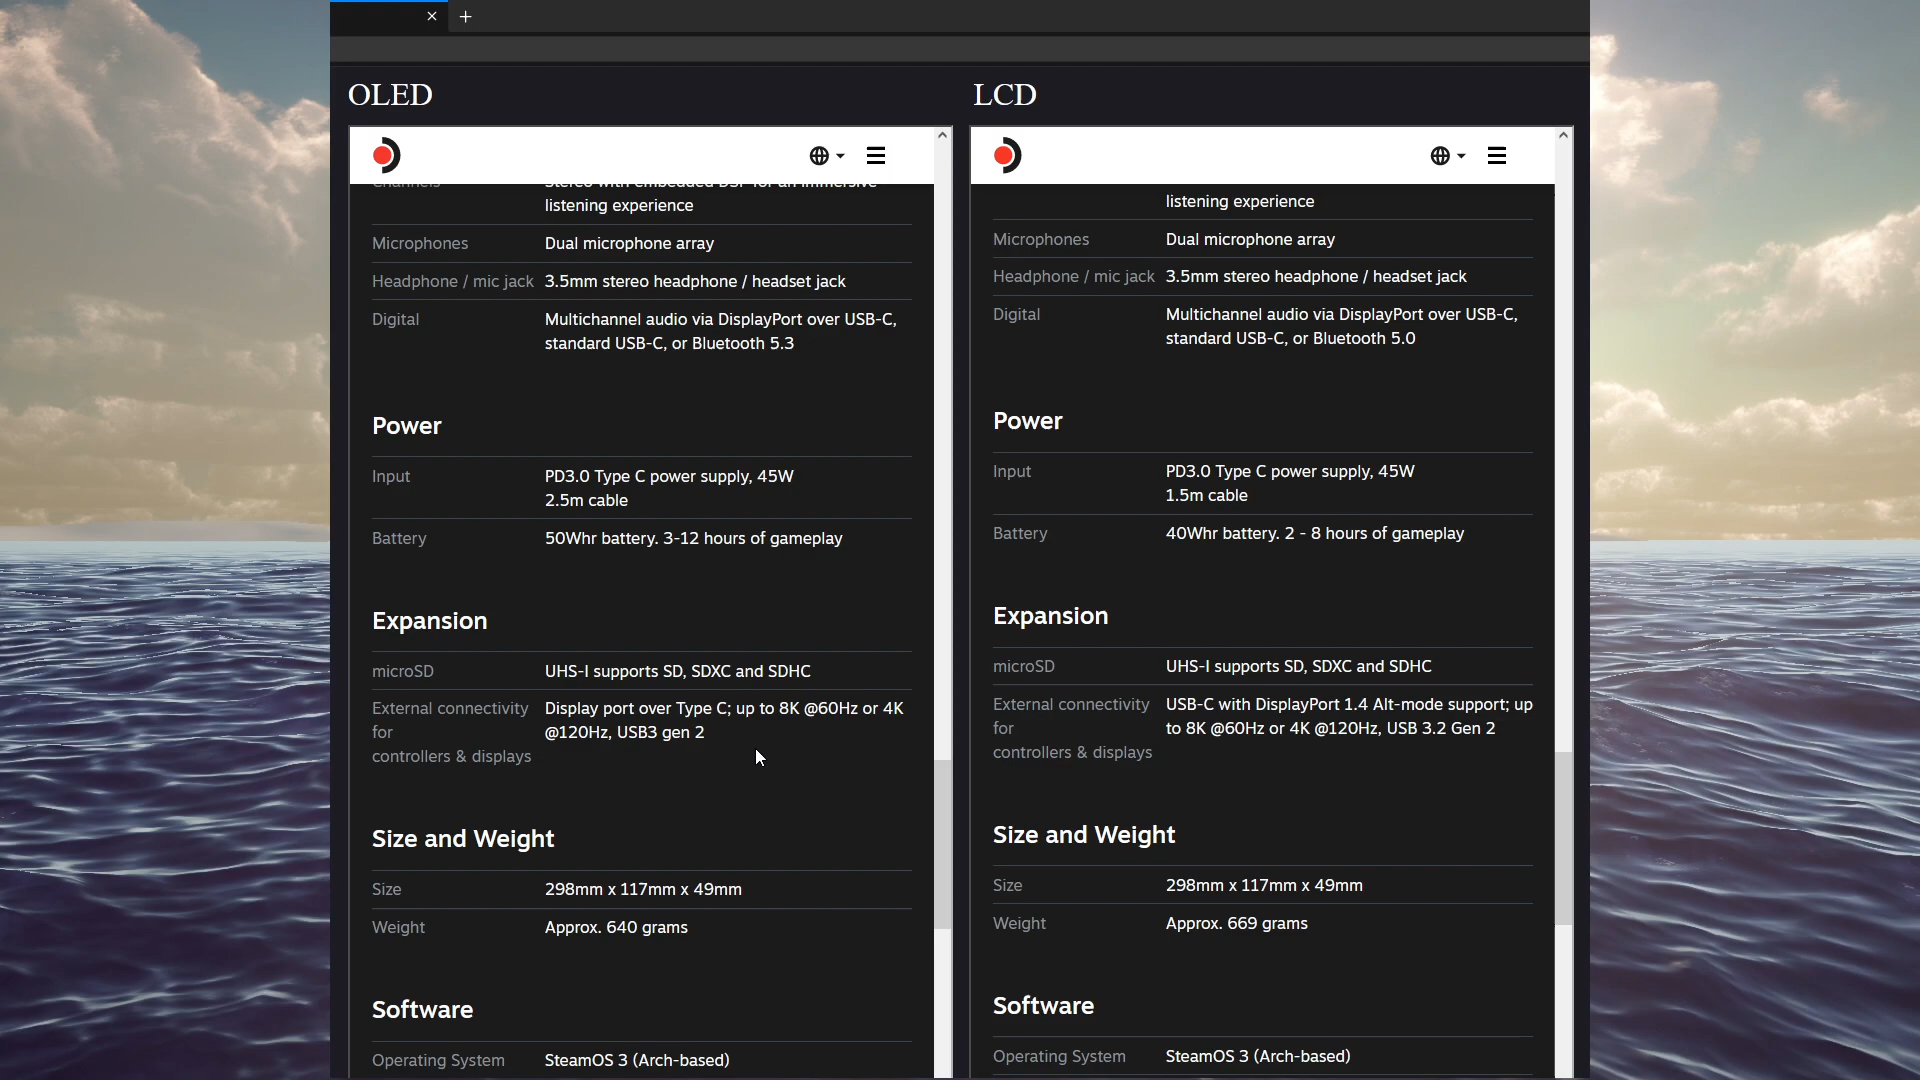 OLED
Channels Stereo with embedded DSP for an immersive
listening experience
Microphones Dual microphone array
Headphone / mic jack 3.5mm stereo headphone / headset jack
Digital Multichannel audio via DisplayPort over USB-C,
standard USB-C, or Bluetooth 5.3
Power
Input PD3.0 Type C power supply, 45W
2.5m cable
Battery 50Whr battery. 3-12 hours of gameplay
Expansion
microSD UHS-I supports SD, SDXC and SDHC
External connectivity Display port over Type C; up to 8K @60Hz or 4K
for @120Hz, USB3 gen 2
controllers & displays
Size and Weight
Size 298mm x 117mm x 49mm
Weight Approx. 640 grams
Software
Operating System SteamOS 3 (Arch-based)
LCD
listening experience
Microphones Dual microphone array
Headphone / mic jack 3.5mm stereo headphone / headset jack
Digital Multichannel audio via DisplayPort over USB-C,
standard USB-C, or Bluetooth 5.0
Power
Input PD3.0 Type C power supply, 45W
1.5m cable
Battery 40Whr battery. 2 - 8 hours of gameplay
Expansion
microSD UHS-I supports SD, SDXC and SDHC
External connectivity USB-C with DisplayPort 1.4 Alt-mode support; up
for to 8K @60Hz or 4K @120Hz, USB 3.2 Gen 2
controllers & displays
Size and Weight
Size 298mm x 117mm x 49mm
Weight Approx. 669 grams
Software
Operating System SteamOS 3 (Arch-based)